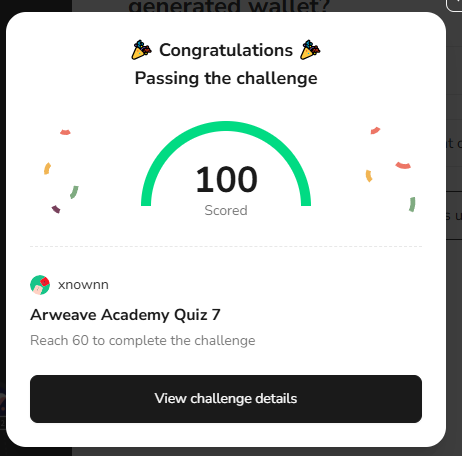 generated wallet?
Congratulations
Passing the challenge
100
Scored
xnownn
Arweave Academy Quiz 7
Reach 60 to complete the challenge
View challenge details